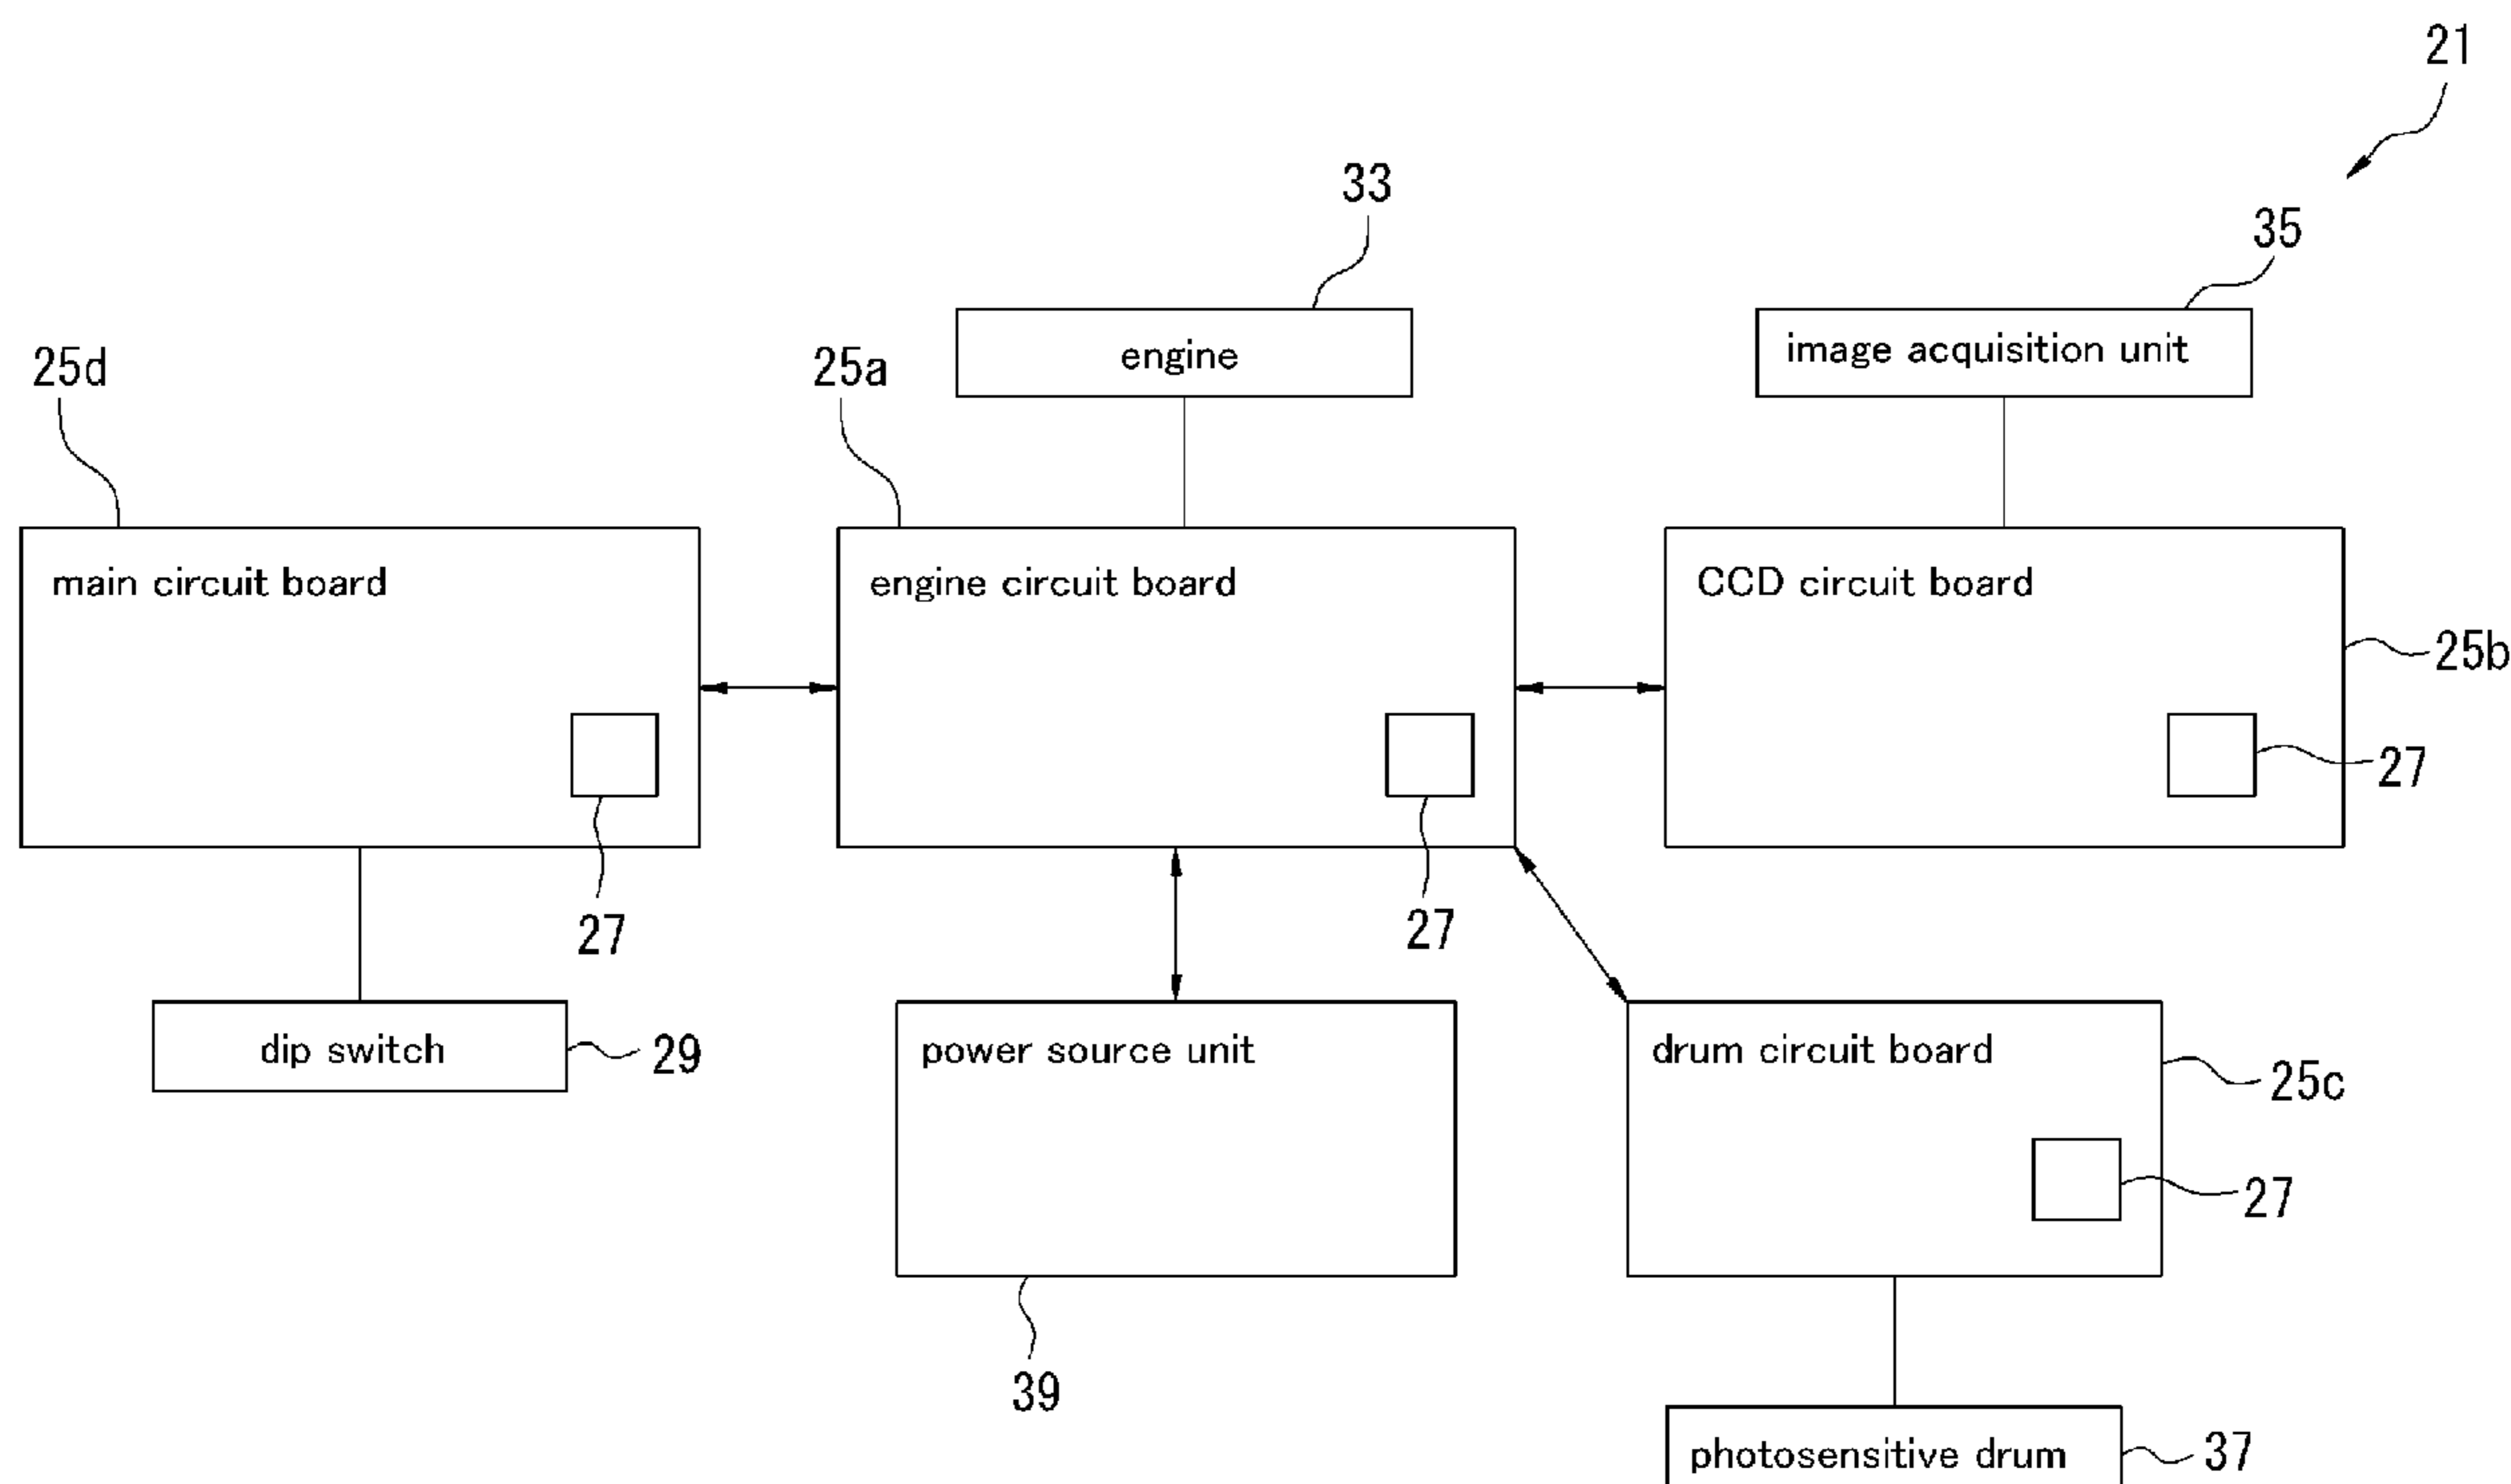 21
33
35
engine
image acquisition unit
25d
25a
main circuit board
engine circuit board
CCD circuit board
25b
27
27
27
dip switch
29
power source unit
drum circuit board
25c
27
39
photosensitive drum
37